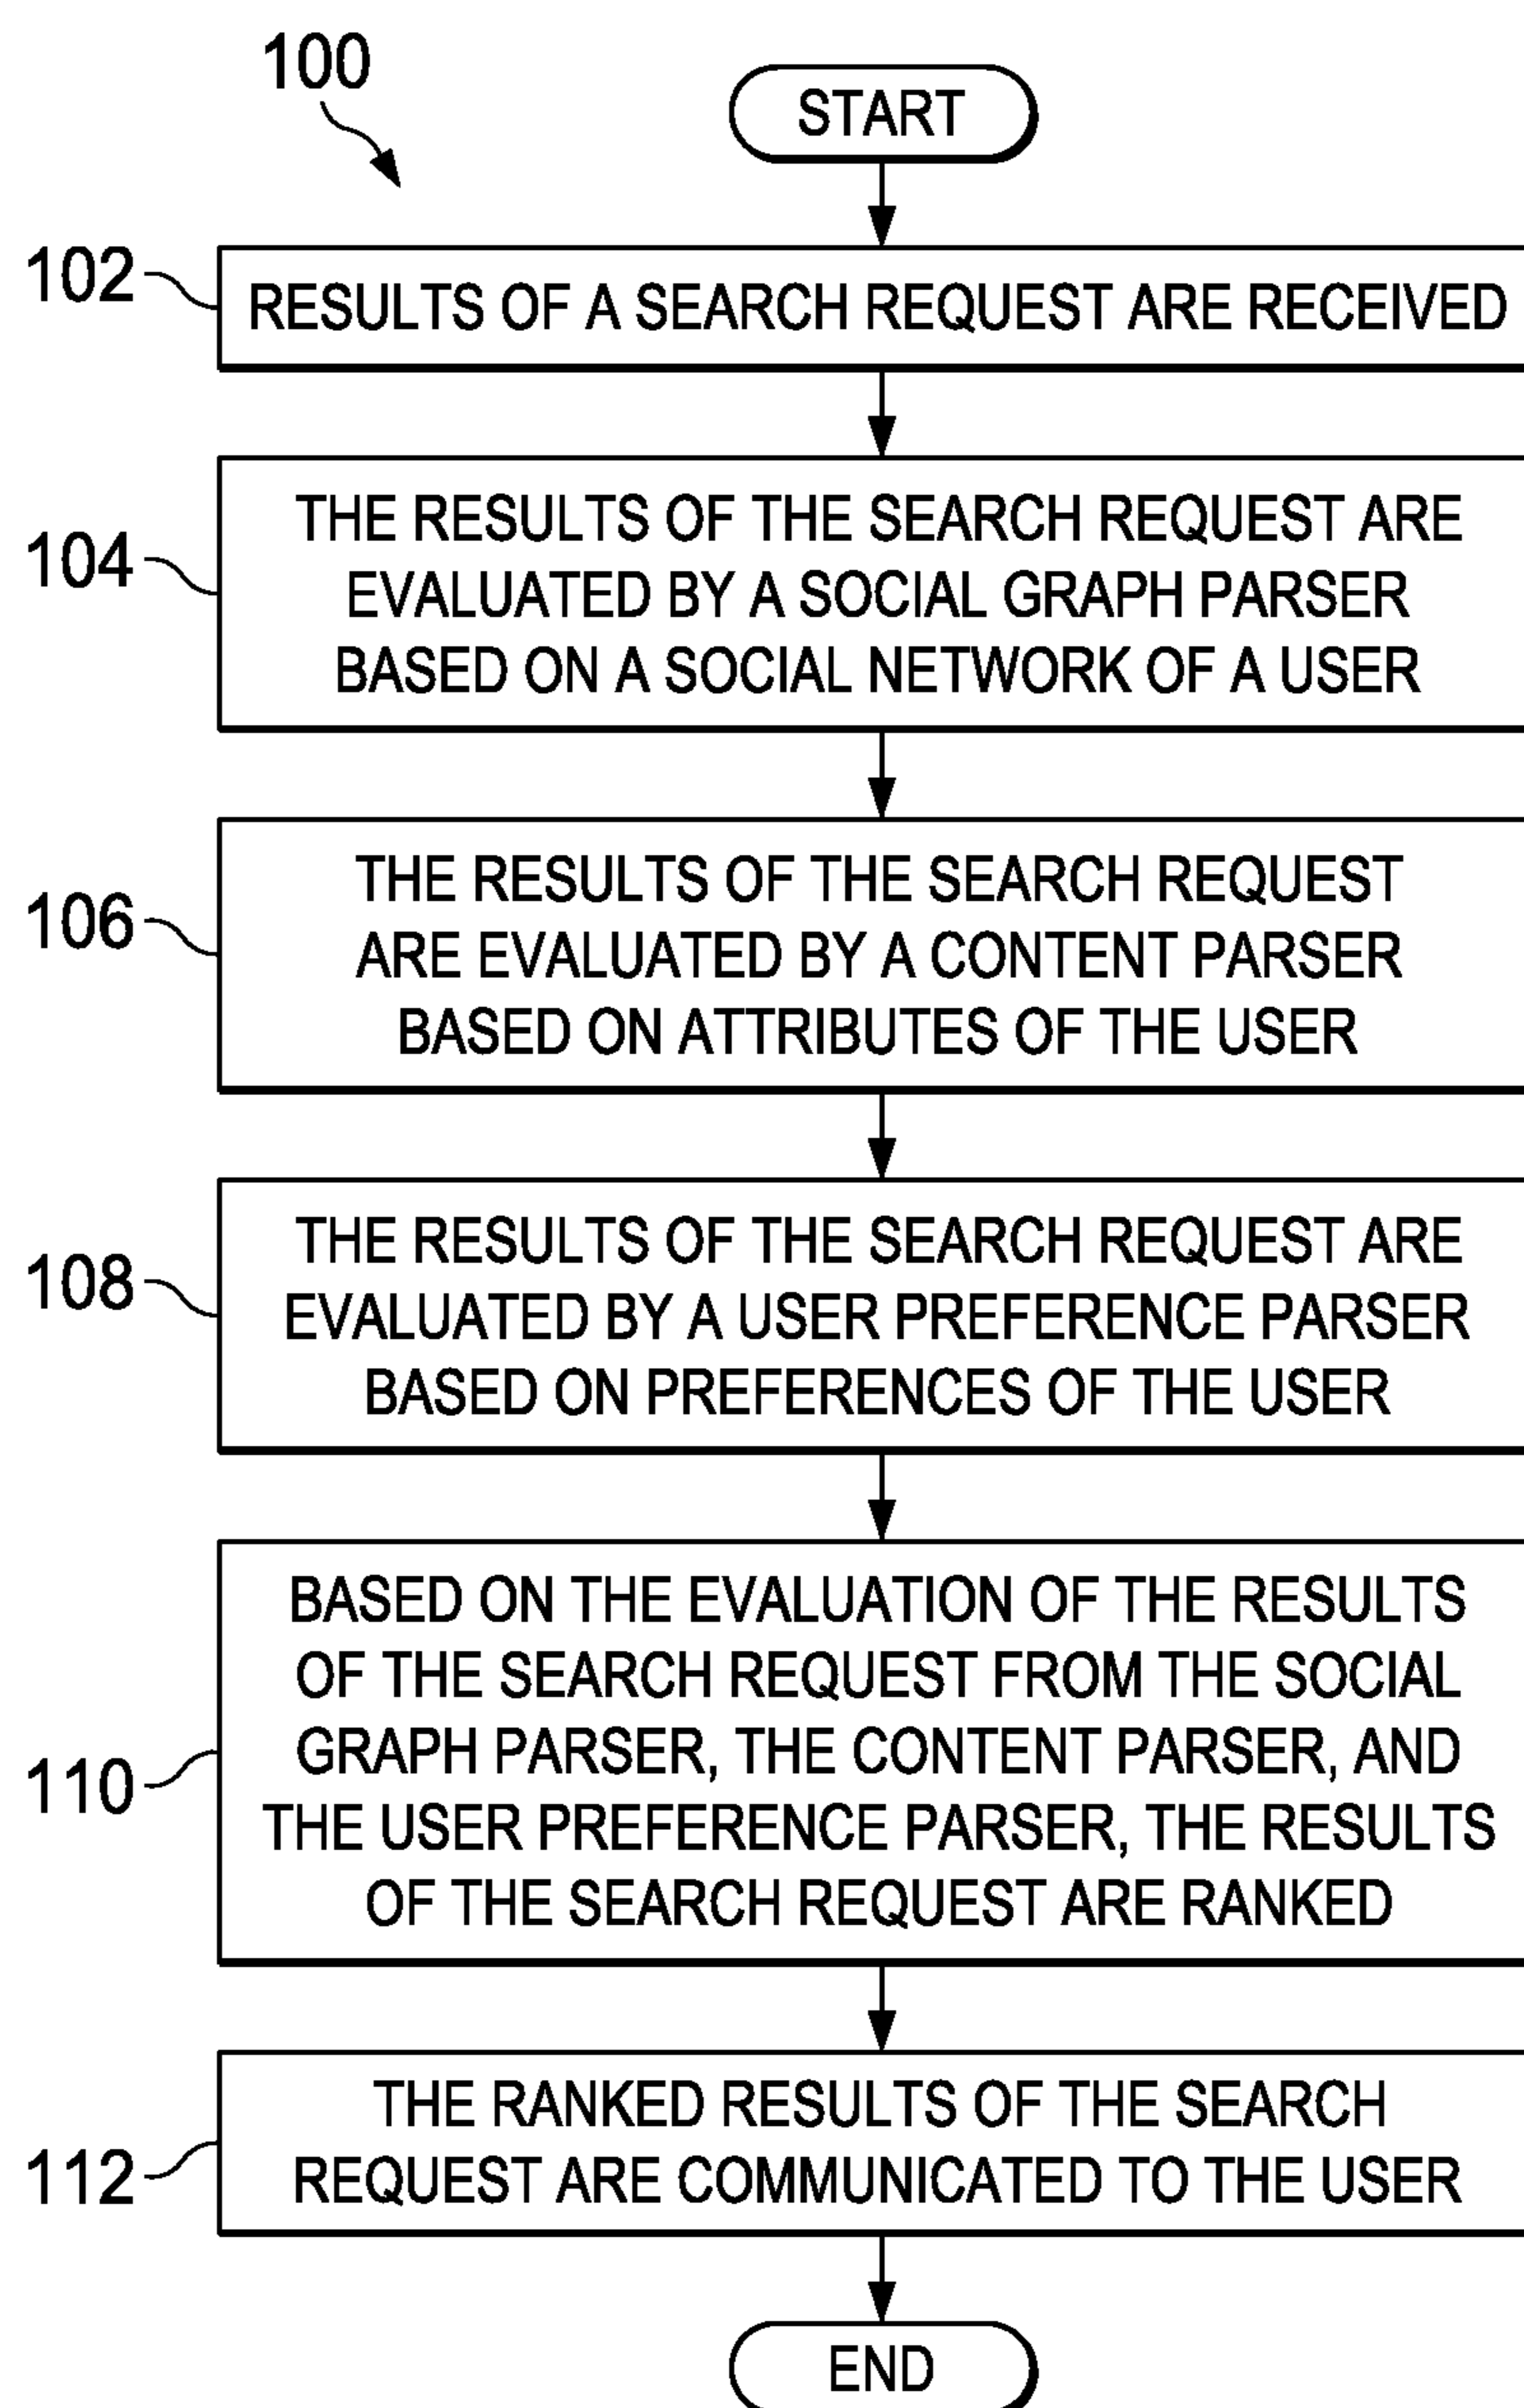 100
START
102
RESULTS OF A SEARCH REQUEST ARE RECEIVED
104
THE RESULTS OF THE SEARCH REQUEST ARE
EVALUATED BY A SOCIAL GRAPH PARSER
BASED ON A SOCIAL NETWORK OF A USER
106
THE RESULTS OF THE SEARCH REQUEST
ARE EVALUATED BY A CONTENT PARSER
BASED ON ATTRIBUTES OF THE USER
108
THE RESULTS OF THE SEARCH REQUEST ARE
EVALUATED BY A USER PREFERENCE PARSER
BASED ON PREFERENCES OF THE USER
110
BASED ON THE EVALUATION OF THE RESULTS
OF THE SEARCH REQUEST FROM THE SOCIAL
GRAPH PARSER, THE CONTENT PARSER, AND
THE USER PREFERENCE PARSER, THE RESULTS
OF THE SEARCH REQUEST ARE RANKED
112
THE RANKED RESULTS OF THE SEARCH
REQUEST ARE COMMUNICATED TO THE USER
END